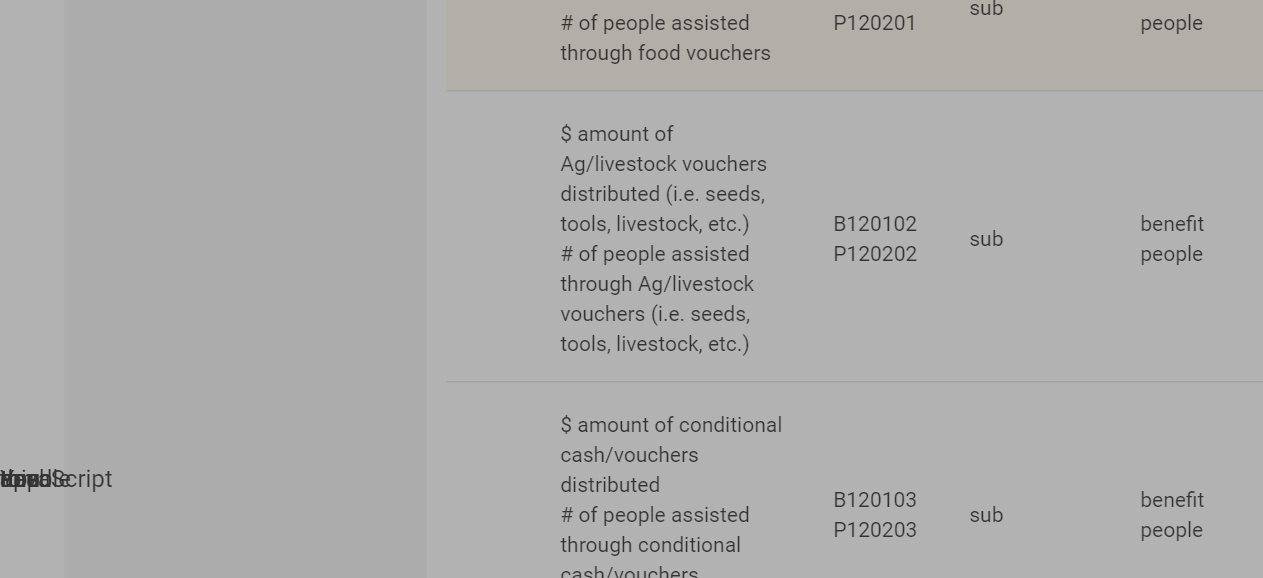 sub
# of people assisted P120201 people
through food vouchers
$ amount of
Ag/livestock vouchers
distributed (i.e. seeds,
tools, livestock, etc.) B120102 benefit
sub
# of people assisted P120202 people
through Ag/livestock
vouchers (i.e. seeds,
tools, livestock, etc.)
$ amount of conditional
cash/vouchers
distributed
B120103 benefit
# of people assisted sub
P120203 people
through conditional
cash/vouchers
Script